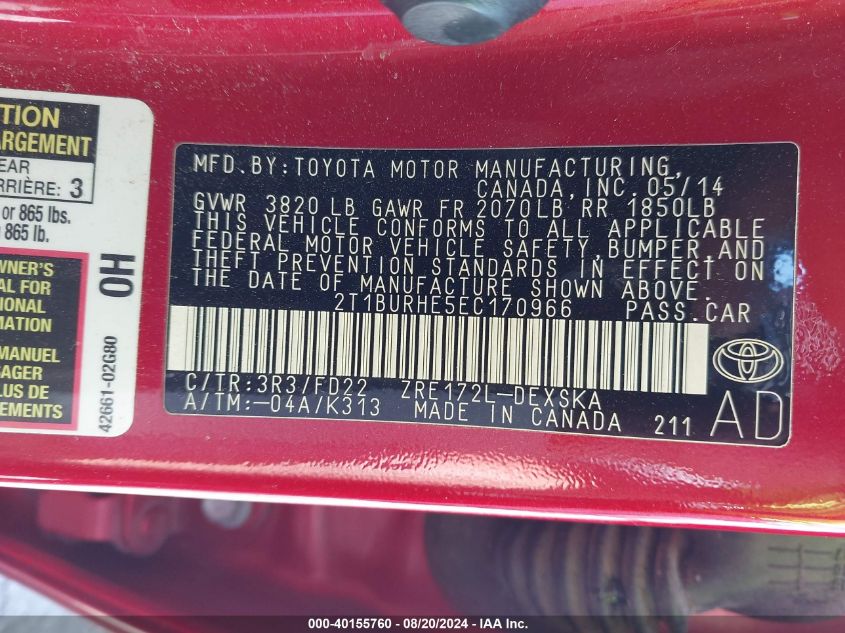 TION
ARGEMENT
EAR
ARRIÈRE: 3
or 865 lbs.
865 lb.
WNER'S
AL FOR
IONAL
MATION
MANUEL
SAGER
PLUS DE
EMENTS
0H
42661-02G80
MFD.BY:TOYOTA MOTOR MANUFACTURING,
CANADA, INC. 05/14
GVWR 3820 LB GAWR FR 2070LB RR 1850LB
THIS VEHICLE CONFORMS TO ALL APPLICABLE
FEDERAL MOTOR VEHICLE SAFETY, BUMPER, AND
THEFT PREVENTION STANDARDS IN EFFECT ON
THE DATE OF MANUFACTURE SHOWN ABOVE.
2T1BURHE5EC170966 PASS.CAR
C/TR:3R3/FD22 ZRE172L-DEXSKA
A/TM:-04A/K313 MADE IN CANADA 211
AD
000-40155760 - 08/20/2024 - IAA Inc.